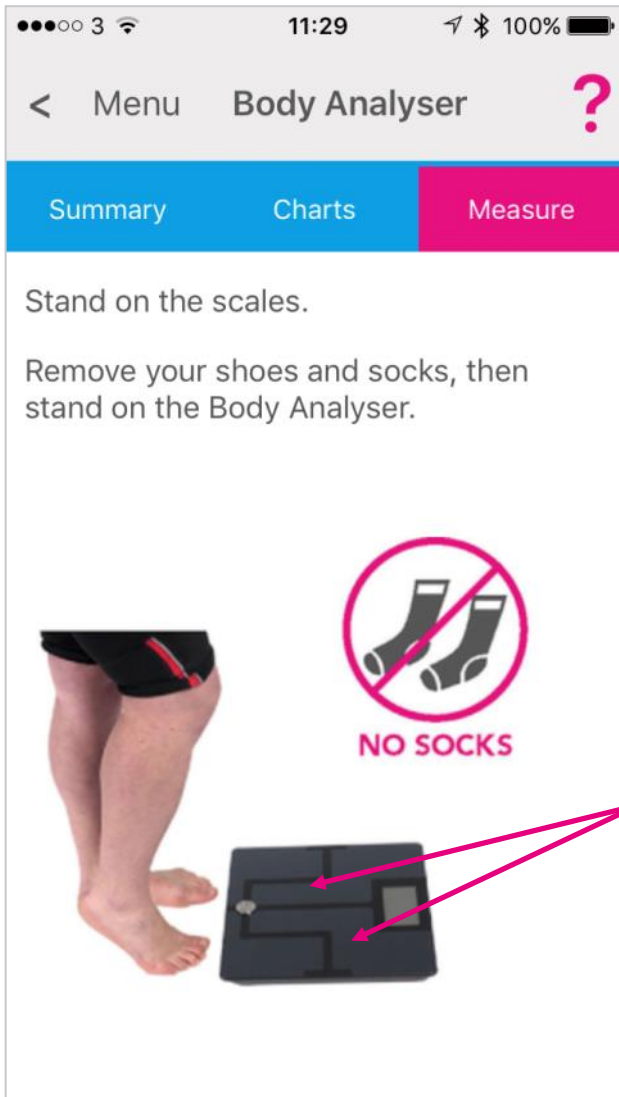 3 11:29 100%
< Menu Body Analyser ?
Summary Charts Measure
Stand on the scales.
Remove your shoes and socks, then
stand on the Body Analyser.
NO SOCKS